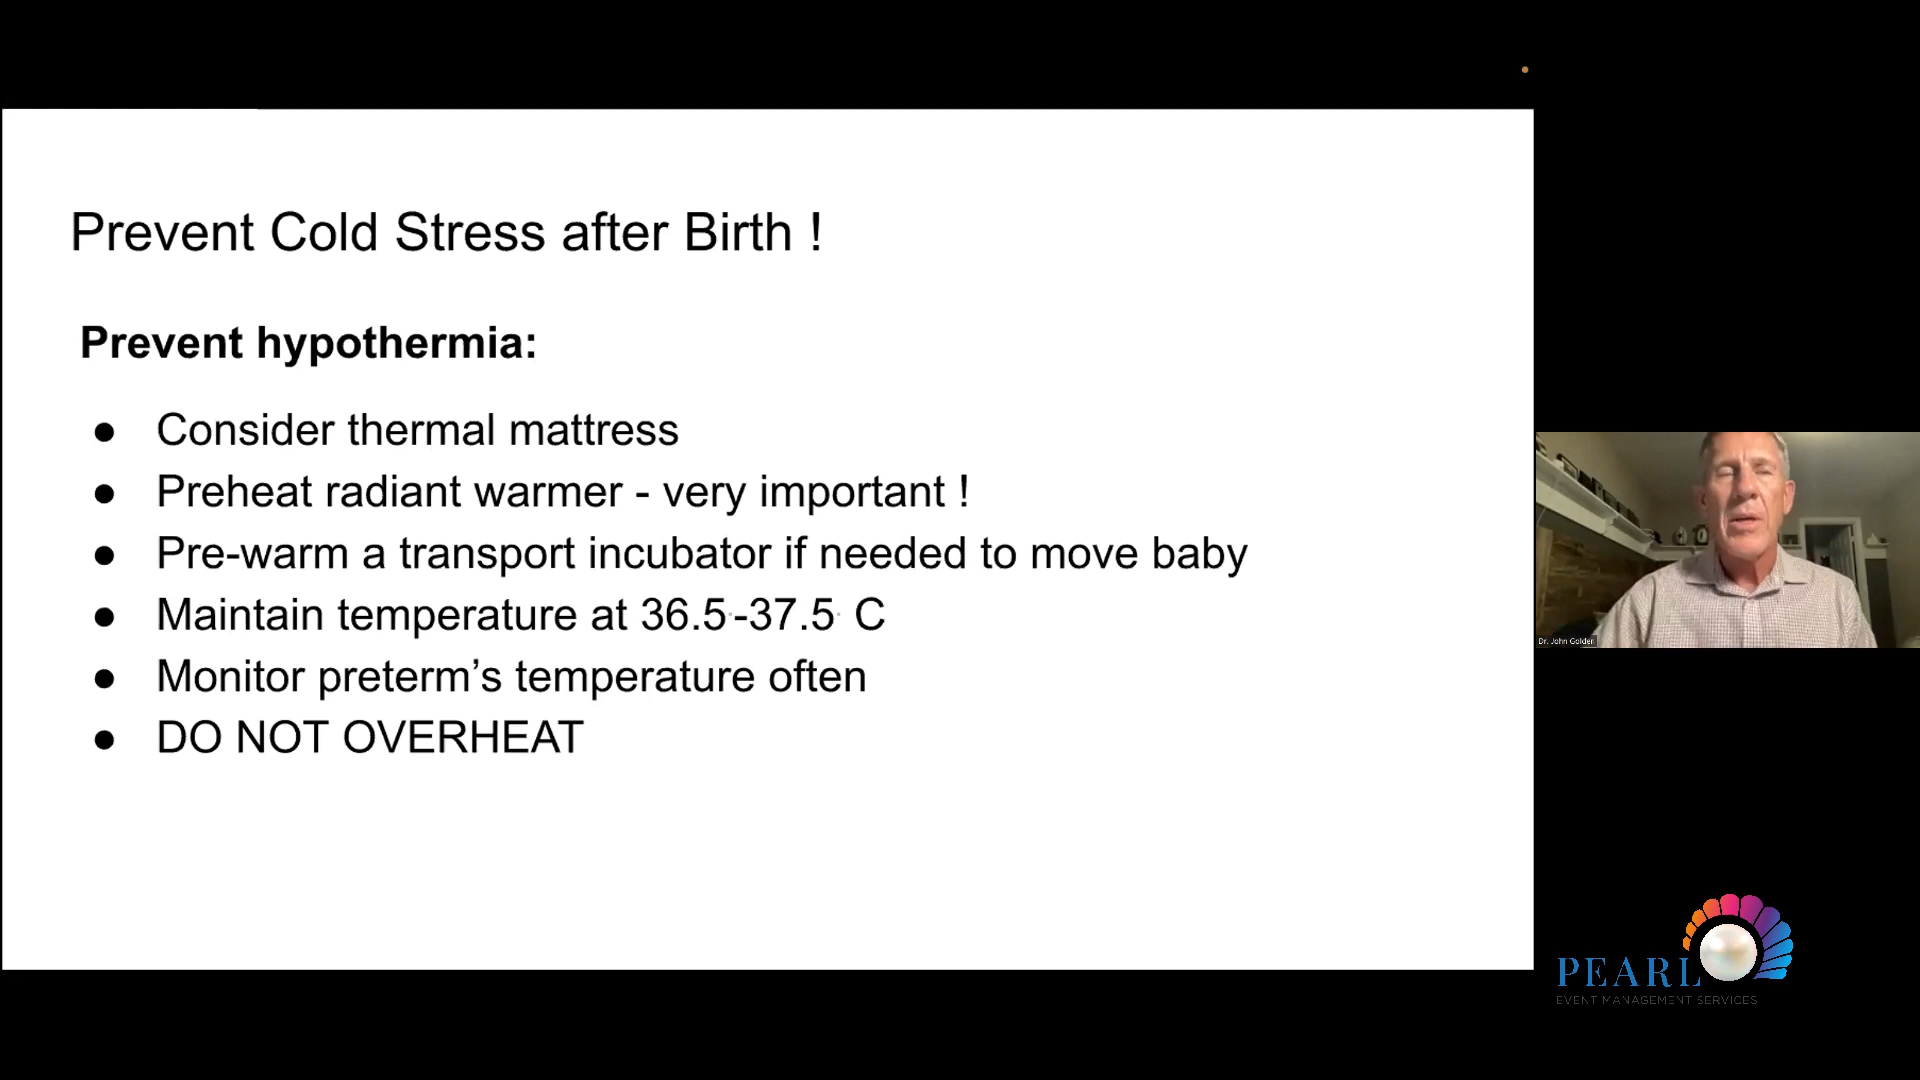 Prevent Cold Stress after Birth !
Prevent hypothermia:
● Consider thermal mattress
● Preheat radiant warmer - very important !
● Pre-warm a transport incubator if needed to move baby
● Maintain temperature at 36.5°-37.5° C
● Monitor preterm’s temperature often
● DO NOT OVERHEAT
Dr. John Golder
PEARL
EVENT MANAGEMENT SERVICES